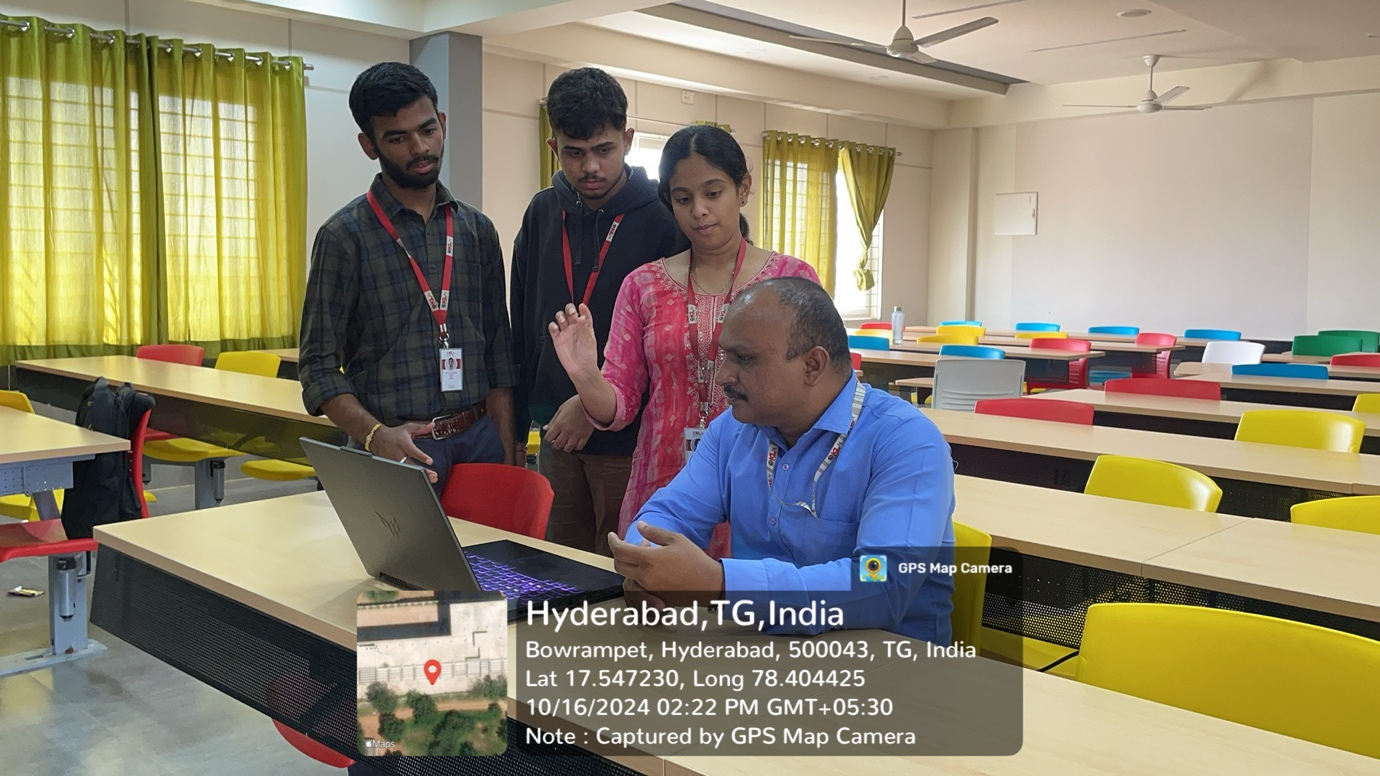 GPS Map Camera
Hyderabad,TG,India
Bowrampet, Hyderabad, 500043, TG, India
Lat 17.547230, Long 78.404425
10/16/2024 02:22 PM GMT+05:30
Note : Captured by GPS Map Camera
Maps